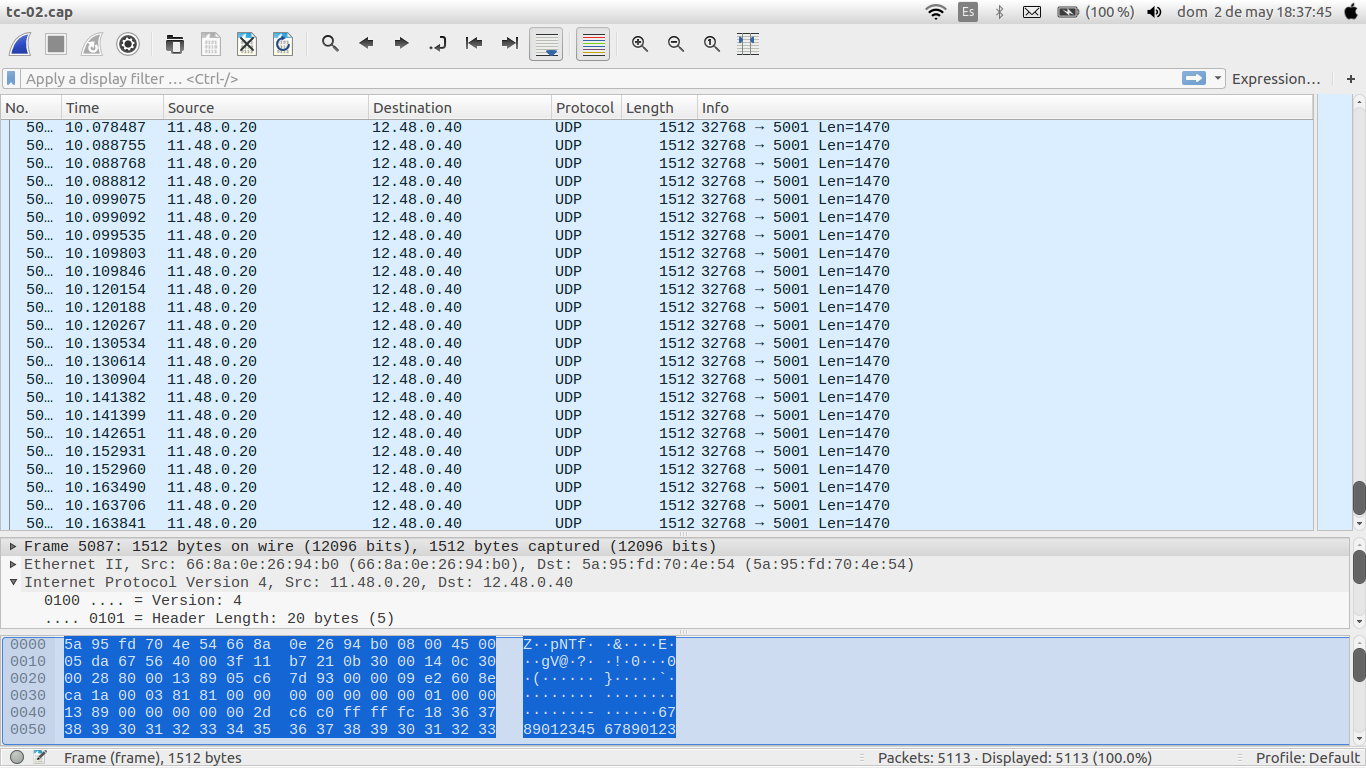 tc-02.cap Es (100 %) dom 2 de may 18:37:45
Apply a display filter … <Ctrl-/> Expression… +
No. Time Source Destination Protocol Length Info
50… 10.078487 11.48.0.20 12.48.0.40 UDP 1512 32768 → 5001 Len=1470
50… 10.088755 11.48.0.20 12.48.0.40 UDP 1512 32768 → 5001 Len=1470
50… 10.088768 11.48.0.20 12.48.0.40 UDP 1512 32768 → 5001 Len=1470
50… 10.088812 11.48.0.20 12.48.0.40 UDP 1512 32768 → 5001 Len=1470
50… 10.099075 11.48.0.20 12.48.0.40 UDP 1512 32768 → 5001 Len=1470
50… 10.099092 11.48.0.20 12.48.0.40 UDP 1512 32768 → 5001 Len=1470
50… 10.099535 11.48.0.20 12.48.0.40 UDP 1512 32768 → 5001 Len=1470
50… 10.109803 11.48.0.20 12.48.0.40 UDP 1512 32768 → 5001 Len=1470
50… 10.109846 11.48.0.20 12.48.0.40 UDP 1512 32768 → 5001 Len=1470
50… 10.120154 11.48.0.20 12.48.0.40 UDP 1512 32768 → 5001 Len=1470
50… 10.120188 11.48.0.20 12.48.0.40 UDP 1512 32768 → 5001 Len=1470
50… 10.120267 11.48.0.20 12.48.0.40 UDP 1512 32768 → 5001 Len=1470
50… 10.130534 11.48.0.20 12.48.0.40 UDP 1512 32768 → 5001 Len=1470
50… 10.130614 11.48.0.20 12.48.0.40 UDP 1512 32768 → 5001 Len=1470
50… 10.130904 11.48.0.20 12.48.0.40 UDP 1512 32768 → 5001 Len=1470
50… 10.141382 11.48.0.20 12.48.0.40 UDP 1512 32768 → 5001 Len=1470
50… 10.141399 11.48.0.20 12.48.0.40 UDP 1512 32768 → 5001 Len=1470
50… 10.142651 11.48.0.20 12.48.0.40 UDP 1512 32768 → 5001 Len=1470
50… 10.152931 11.48.0.20 12.48.0.40 UDP 1512 32768 → 5001 Len=1470
50… 10.152960 11.48.0.20 12.48.0.40 UDP 1512 32768 → 5001 Len=1470
50… 10.163490 11.48.0.20 12.48.0.40 UDP 1512 32768 → 5001 Len=1470
50… 10.163706 11.48.0.20 12.48.0.40 UDP 1512 32768 → 5001 Len=1470
50… 10.163841 11.48.0.20 12.48.0.40 UDP 1512 32768 → 5001 Len=1470
Frame 5087: 1512 bytes on wire (12096 bits), 1512 bytes captured (12096 bits)
Ethernet II, Src: 66:8a:0e:26:94:b0 (66:8a:0e:26:94:b0), Dst: 5a:95:fd:70:4e:54 (5a:95:fd:70:4e:54)
Internet Protocol Version 4, Src: 11.48.0.20, Dst: 12.48.0.40
0100 .... = Version: 4
.... 0101 = Header Length: 20 bytes (5)
0000 5a 95 fd 70 4e 54 66 8a 0e 26 94 b0 08 00 45 00 Z··pNTf· ·&····E·
0010 05 da 67 56 40 00 3f 11 b7 21 0b 30 00 14 0c 30 ··gV@·?· ·!·0···0
0020 00 28 80 00 13 89 05 c6 7d 93 00 00 09 e2 60 8e ·(······ }·····`·
0030 ca 1a 00 03 81 81 00 00 00 00 00 00 01 00 00 ········ ········
0040 13 89 00 00 00 00 00 2d c6 c0 ff ff fc 18 36 37 ·······- ······67
0050 38 39 30 31 32 33 34 35 36 37 38 39 30 31 32 33 89012345 67890123
Frame (frame), 1512 bytes Packets: 5113 · Displayed: 5113 (100.0%) Profile: Default